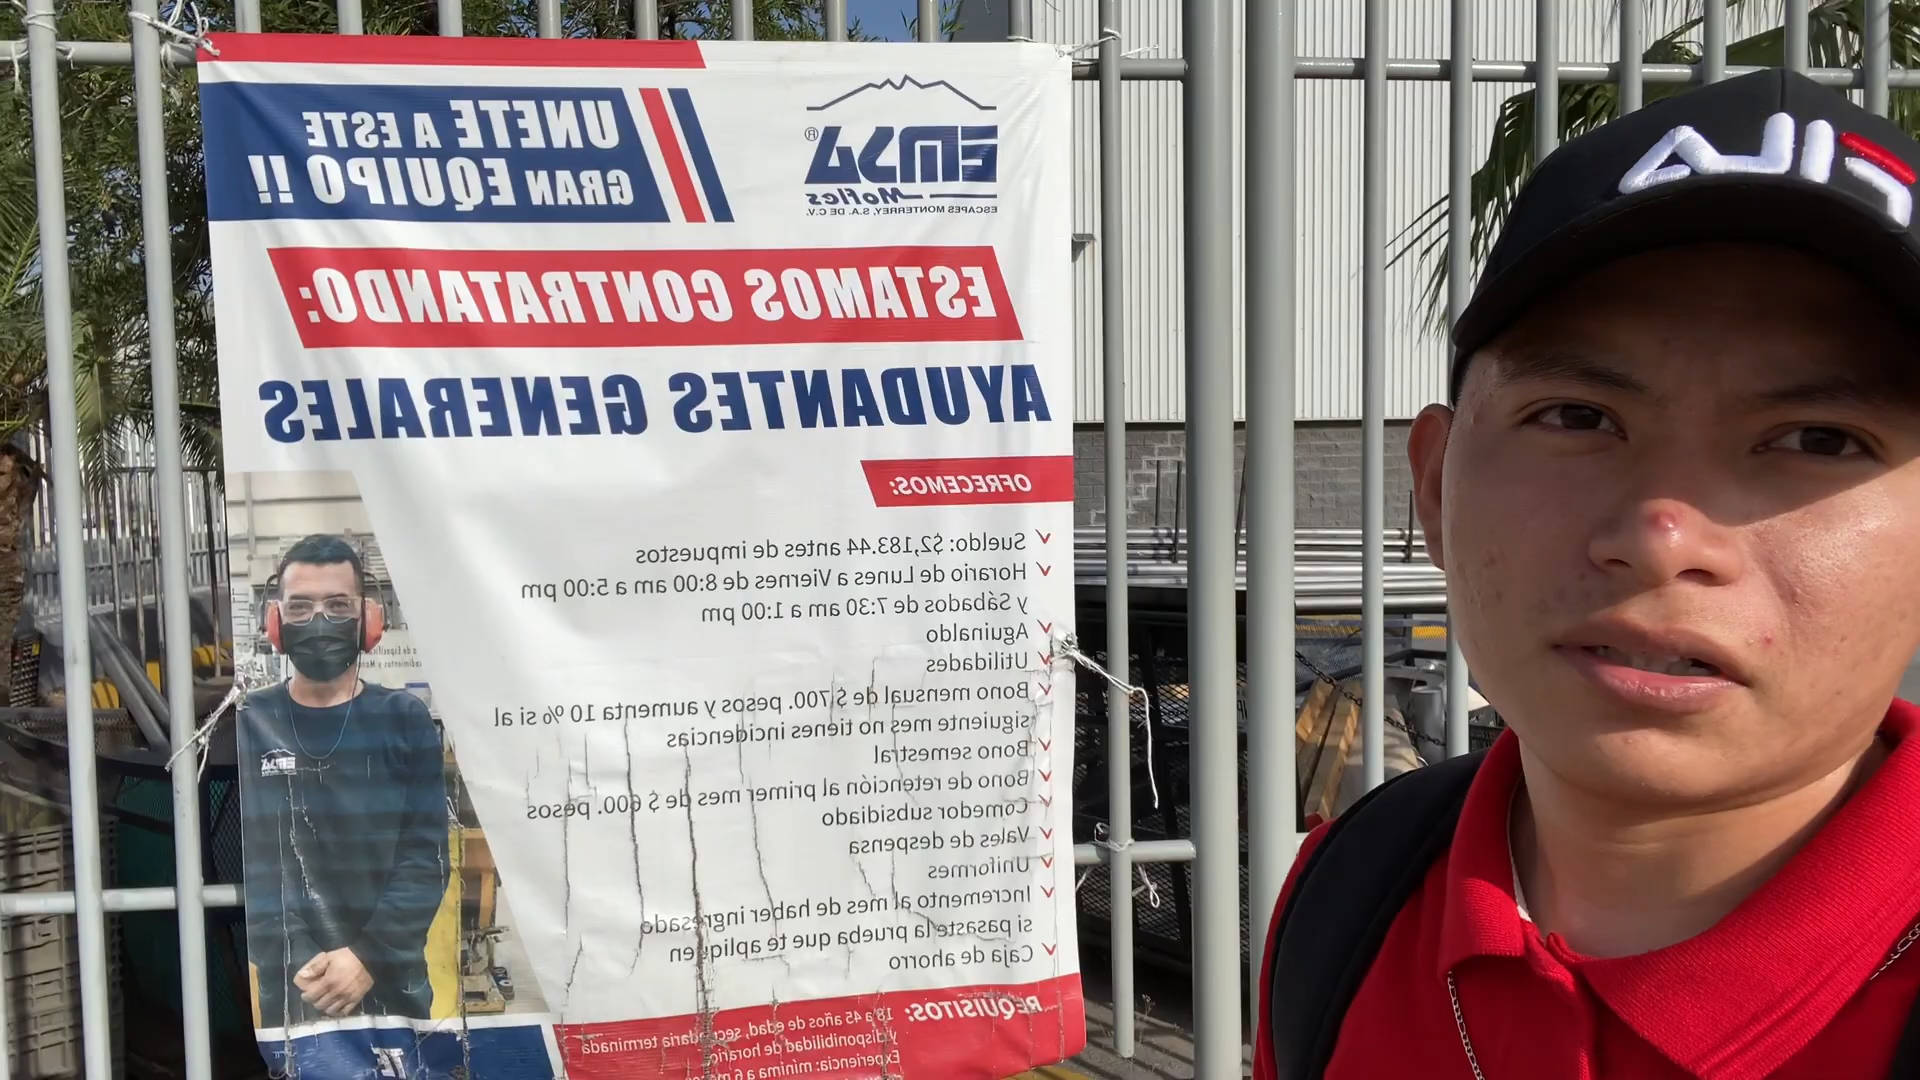 EMSA®
Mofles
ESCAPES MONTERREY, S.A. DE C.V.
UNETE A ESTE
GRAN EQUIPO !!
ESTAMOS CONTRATANDO:
AYUDANTES GENERALES
OFRECEMOS:
✓ Sueldo: $2,183.44 antes de impuestos
✓ Horario de Lunes a Viernes de 8:00 am a 5:00 pm
y Sábados de 7:30 am a 1:00 pm
✓ Aguinaldo
✓ Utilidades
✓ Bono mensual de $700. pesos y aumenta 10 % si al
siguiente mes no tienes incidencias
✓ Bono semestral
✓ Bono de retención al primer mes de $ 600. pesos
✓ Comedor subsidiado
✓ Vales de despensa
✓ Uniformes
✓ Incremento al mes de haber ingresado
si pasaste la prueba que te apliquen
✓ Caja de ahorro
REQUISITOS:
18 a 45 años de edad, secundaria terminada
y disponibilidad de horario
Experiencia: mínima a 6
EMSA
TE